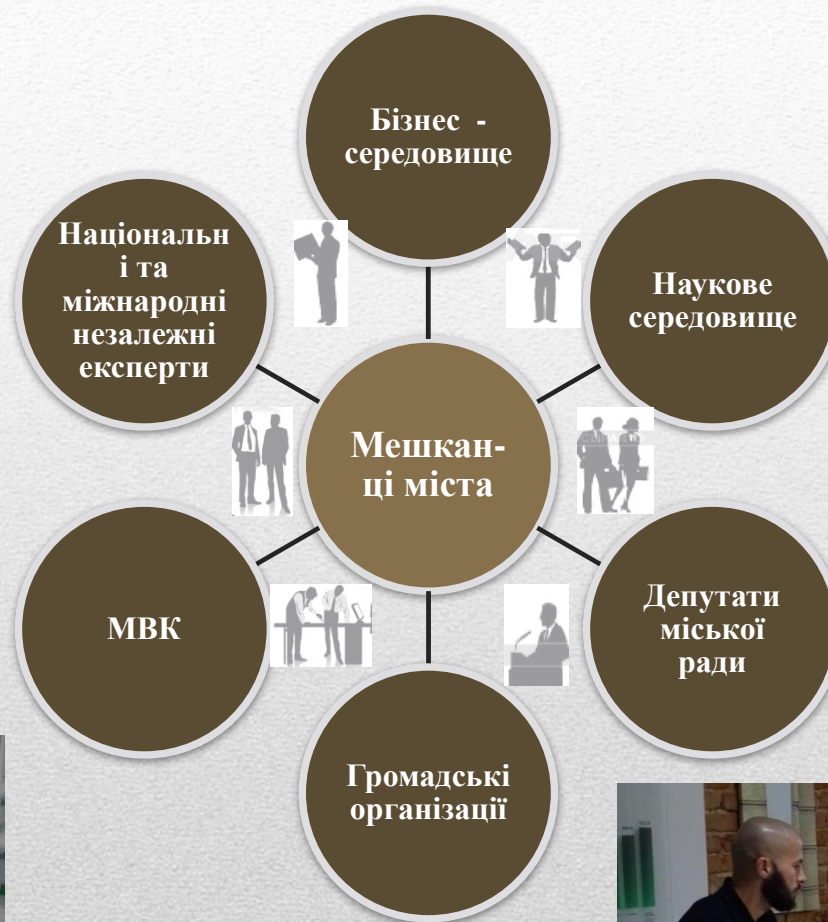 Бізнес -
середовище
Національн
і та
міжнародні
незалежні
експерти
Наукове
середовище
Мешкан-
ці міста
МВК
Депутати
міської
ради
Громадські
організації